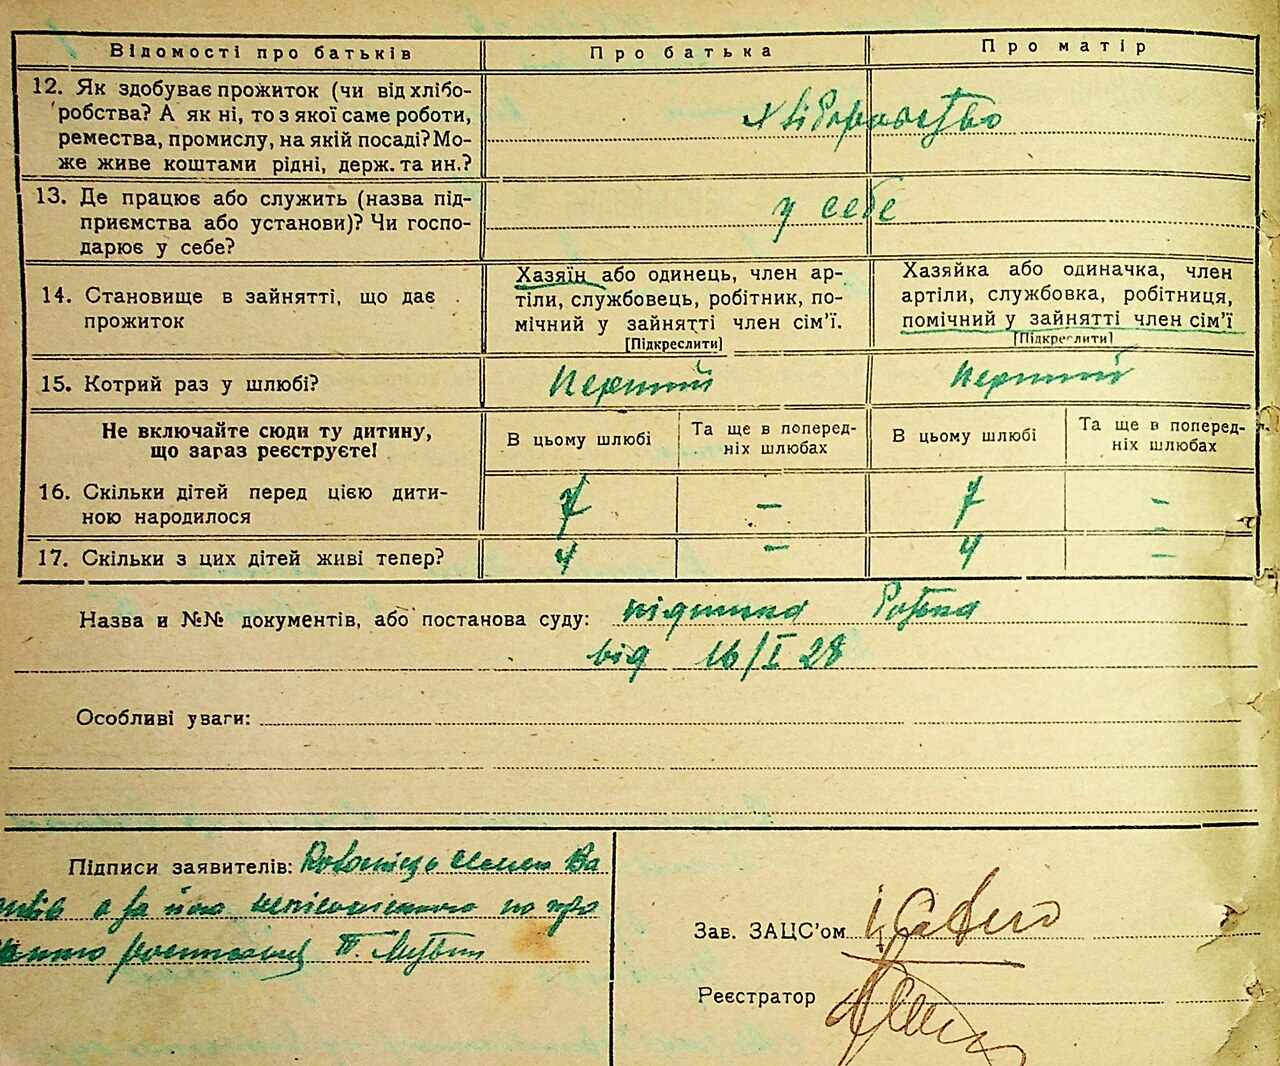 Відомості про батьків Про батька Про матір
12. Як здобуває прожиток (чи від хлібо-
робства? А як ні, то з якої саме роботи,
ремества, промислу, на якій посаді? Мо-
же живе коштами рідні, держ. та ин.?
хліборобство
13. Де працює або служить (назва під-
приємства або установи)? Чи госпо-
дарює у себе?
у себе
14. Становище в зайнятті, що дає
прожиток
Хазяїн або одинець, член ар-
тіли, службовець, робітник, по-
мічний у зайнятті член сім'ї.
[Підкреслити]
Хазяйка або одиначка, член
артіли, службовка, робітниця,
помічний у зайнятті член сім'ї
[Підкреслити]
15. Котрий раз у шлюбі? перший перший
Не включайте сюди ту дитину,
що зараз реєструєте!
В цьому шлюбі
Та ще в поперед-
ніх шлюбах
В цьому шлюбі
Та ще в поперед-
ніх шлюбах
16. Скільки дітей перед цією дити-
ною народилося
7 – 7 –
17. Скільки з цих дітей живі тепер? 4 – 4 –
Назва и №№ документів, або постанова суду:
від 16/I 28
Особливі уваги:
Підписи заявителів:
Зав. ЗАЦС'ом
Реєстратор